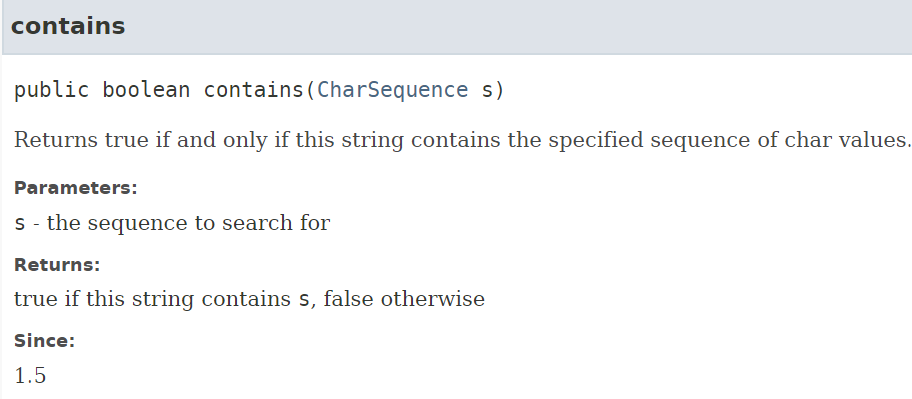 contains
public boolean contains(CharSequence s)
Returns true if and only if this string contains the specified sequence of char values.
Parameters:
s - the sequence to search for
Returns:
true if this string contains s, false otherwise
Since:
1.5